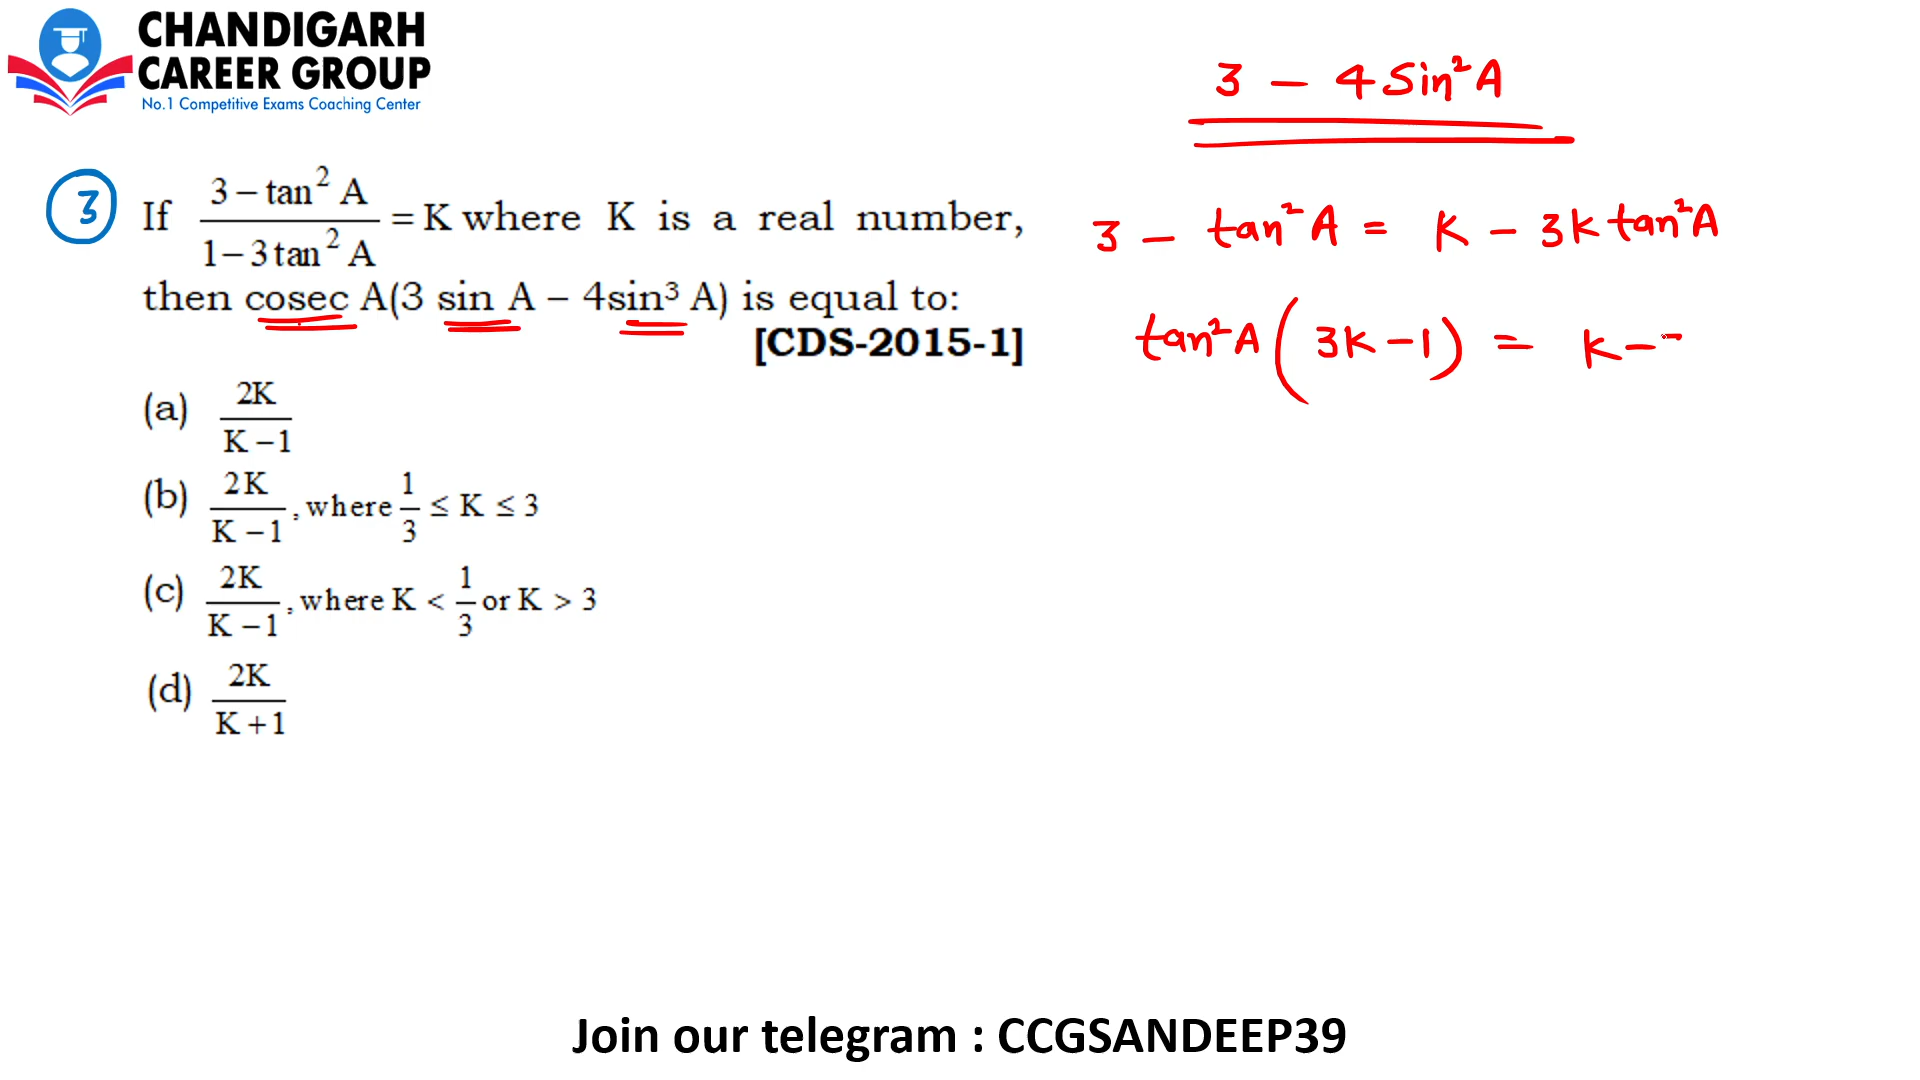 CHANDIGARH
CAREER GROUP
No.1 Competitive Exams Coaching Center
3 – 4 Sin²A
3
If (3 – tan² A)/(1 – 3 tan² A) = K where K is a real number,
then cosec A(3 sin A – 4sin³ A) is equal to:
[CDS-2015-1]
3 – tan²A = K – 3K tan²A
tan²A (3K – 1) = K –
(a) 2K/(K – 1)
(b) 2K/(K – 1), where 1/3 ≤ K ≤ 3
(c) 2K/(K – 1), where K < 1/3 or K > 3
(d) 2K/(K + 1)
Join our telegram : CCGSANDEEP39